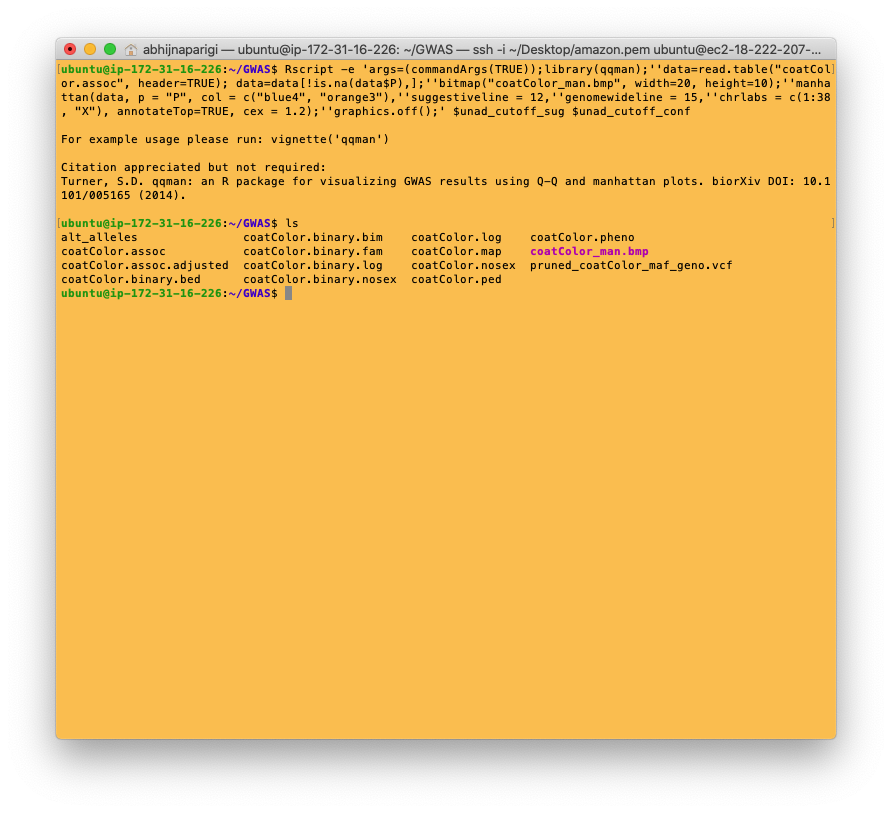 abhijnaparigi — ubuntu@ip-172-31-16-226: ~/GWAS — ssh -i ~/Desktop/amazon.pem ubuntu@ec2-18-222-207-...
[ubuntu@ip-172-31-16-226:~/GWAS$ Rscript -e 'args=(commandArgs(TRUE));library(qqman);''data=read.table("coatCol]
or.assoc", header=TRUE); data=data[!is.na(data$P),];''bitmap("coatColor_man.bmp", width=20, height=10);''manha
ttan(data, p = "P", col = c("blue4", "orange3"),''suggestiveline = 12,''genomewideline = 15,''chrlabs = c(1:38
, "X"), annotateTop=TRUE, cex = 1.2);''graphics.off();' $unad_cutoff_sug $unad_cutoff_conf
For example usage please run: vignette('qqman')
Citation appreciated but not required:
Turner, S.D. qqman: an R package for visualizing GWAS results using Q-Q and manhattan plots. biorXiv DOI: 10.1
101/005165 (2014).
[ubuntu@ip-172-31-16-226:~/GWAS$ ls ]
alt_alleles coatColor.binary.bim coatColor.log coatColor.pheno
coatColor.assoc coatColor.binary.fam coatColor.map coatColor_man.bmp
coatColor.assoc.adjusted coatColor.binary.log coatColor.nosex pruned_coatColor_maf_geno.vcf
coatColor.binary.bed coatColor.binary.nosex coatColor.ped
ubuntu@ip-172-31-16-226:~/GWAS$